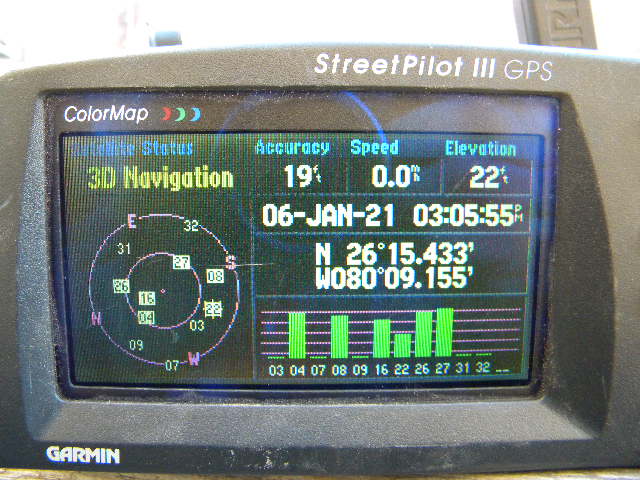 StreetPilot III GPS
ColorMap
Satellite Status
3D Navigation
Accuracy Speed Elevation
19ft 0.0mh 22ft
06-JAN-21 03:05:55PM
N 26°15.433'
W080°09.155'
E 32
31
27
S
08
26
16
22
04
N
03
09
07 W
03 04 07 08 09 16 22 26 27 31 32 __
GARMIN